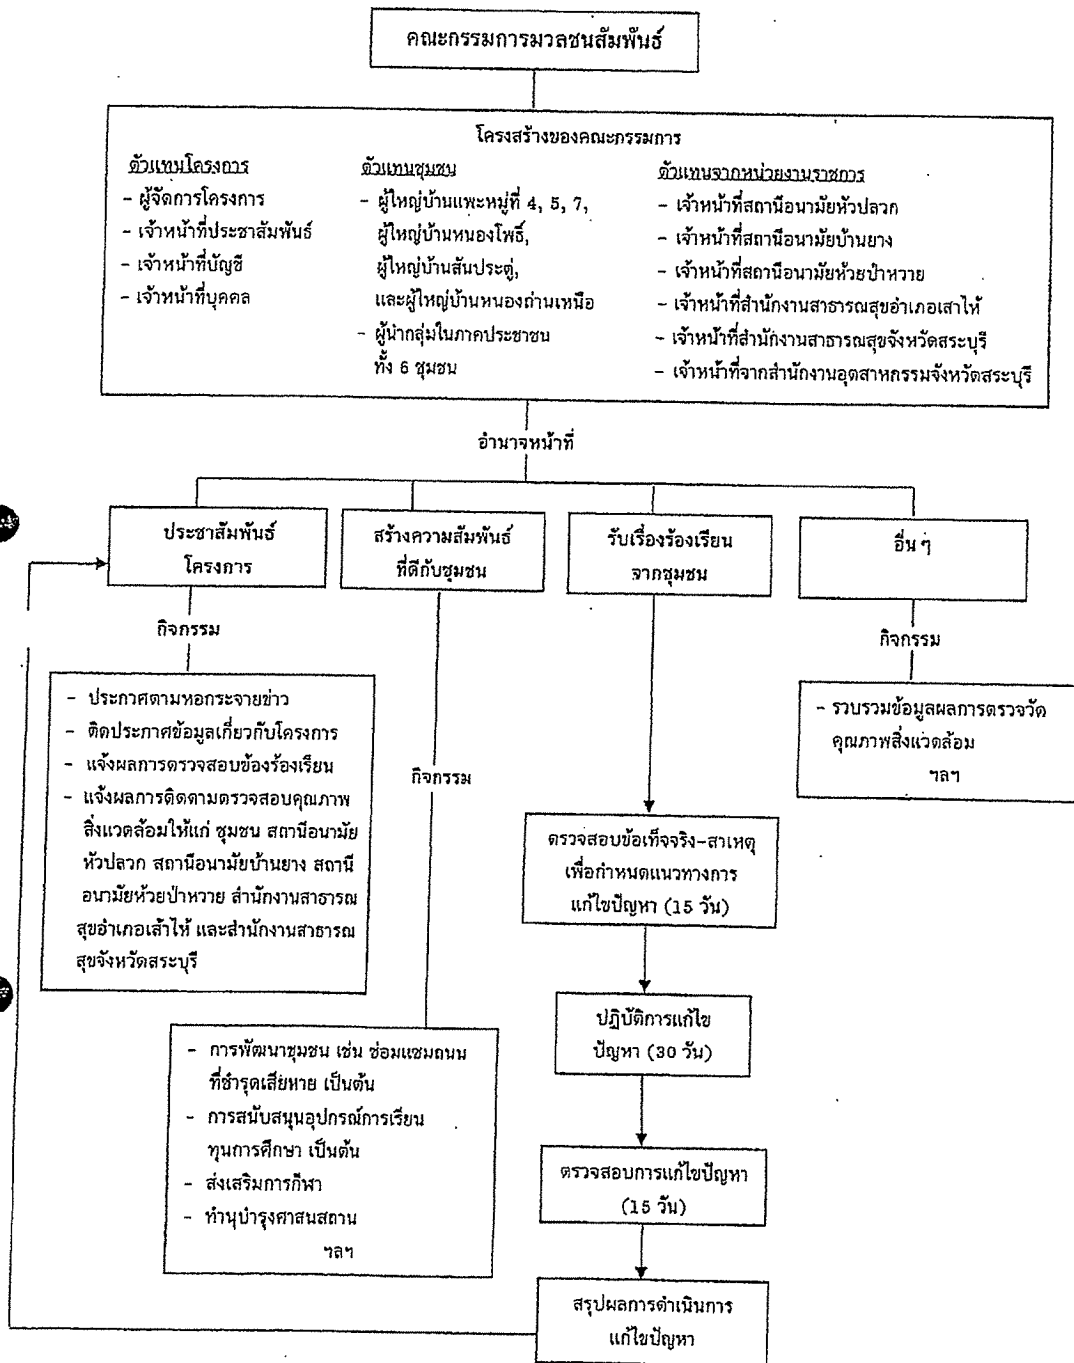 คณะกรรมการมวลชนสัมพันธ์
โครงสร้างของคณะกรรมการ
ตัวแทนโครงการ
- ผู้จัดการโครงการ
- เจ้าหน้าที่ประชาสัมพันธ์
- เจ้าหน้าที่บัญชี
- เจ้าหน้าที่บุคคล
ตัวแทนชุมชน
- ผู้ใหญ่บ้านแพะหมู่ที่ 4, 5, 7,
ผู้ใหญ่บ้านหนองโพธิ์,
ผู้ใหญ่บ้านสันประตู่,
และผู้ใหญ่บ้านหนองถ่านเหนือ
- ผู้นำกลุ่มในภาคประชาชน
ทั้ง 6 ชุมชน
ตัวแทนจากหน่วยงานราชการ
- เจ้าหน้าที่สถานีอนามัยหัวปลวก
- เจ้าหน้าที่สถานีอนามัยบ้านยาง
- เจ้าหน้าที่สถานีอนามัยห้วยป่าหวาย
- เจ้าหน้าที่สำนักงานสาธารณสุขอำเภอเสาไห้
- เจ้าหน้าที่สำนักงานสาธารณสุขจังหวัดสระบุรี
- เจ้าหน้าที่จากสำนักงานอุตสาหกรรมจังหวัดสระบุรี
อำนาจหน้าที่
ประชาสัมพันธ์
โครงการ
สร้างความสัมพันธ์
ที่ดีกับชุมชน
รับเรื่องร้องเรียน
จากชุมชน
อื่น ๆ
กิจกรรม
- ประกาศตามหอกระจายข่าว
- ติดประกาศข้อมูลเกี่ยวกับโครงการ
- แจ้งผลการตรวจสอบข้องร้องเรียน
- แจ้งผลการติดตามตรวจสอบคุณภาพ
สิ่งแวดล้อมให้แก่ ชุมชน สถานีอนามัย
หัวปลวก สถานีอนามัยบ้านยาง สถานี
อนามัยห้วยป่าหวาย สำนักงานสาธารณ
สุขอำเภอเส้าไห้ และสำนักงานสาธารณ
สุขจังหวัดสระบุรี
กิจกรรม
- การพัฒนาชุมชน เช่น ซ่อมแซมถนน
ที่ชำรุดเสียหาย เป็นต้น
- การสนับสนุนอุปกรณ์การเรียน
ทุนการศึกษา เป็นต้น
- ส่งเสริมการกีฬา
- ทำนุบำรุงศาสนสถาน
ฯลฯ
ตรวจสอบข้อเท็จจริง-สาเหตุ
เพื่อกำหนดแนวทางการ
แก้ไขปัญหา (15 วัน)
ปฏิบัติการแก้ไข
ปัญหา (30 วัน)
ตรวจสอบการแก้ไขปัญหา
(15 วัน)
สรุปผลการดำเนินการ
แก้ไขปัญหา
กิจกรรม
- รวบรวมข้อมูลผลการตรวจวัด
คุณภาพสิ่งแวดล้อม
ฯลฯ